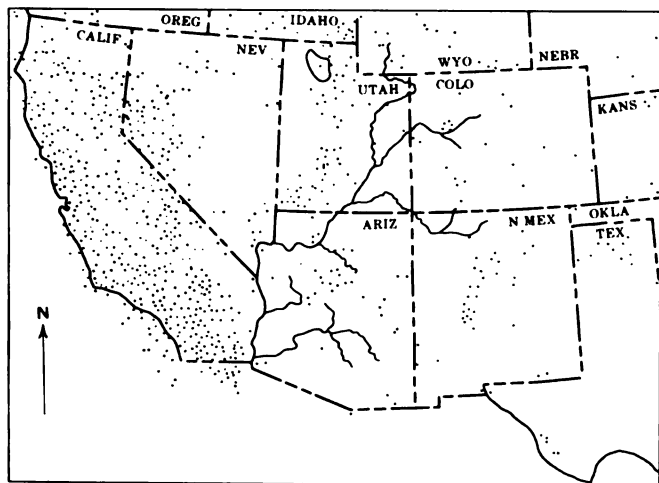 OREG
IDAHO
CALIF
NEV
WYO
NEBR
UTAH
COLO
KANS
ARIZ
N MEX
OKLA
TEX
N